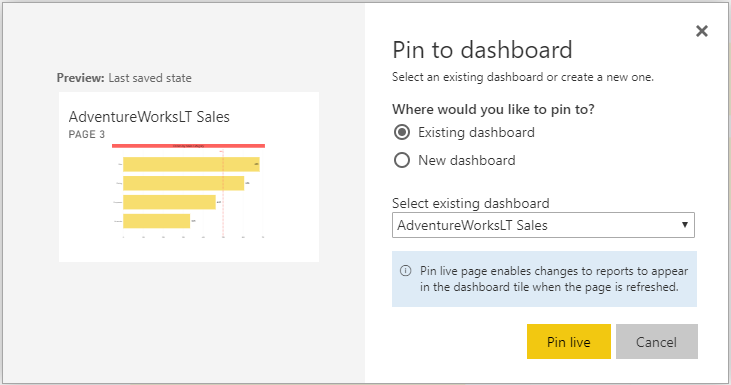 Pin to dashboard
Select an existing dashboard or create a new one.
Preview: Last saved state
AdventureWorksLT Sales
PAGE 3
Where would you like to pin to?
Existing dashboard
New dashboard
Select existing dashboard
AdventureWorksLT Sales
Pin live page enables changes to reports to appear
in the dashboard tile when the page is refreshed.
Pin live
Cancel